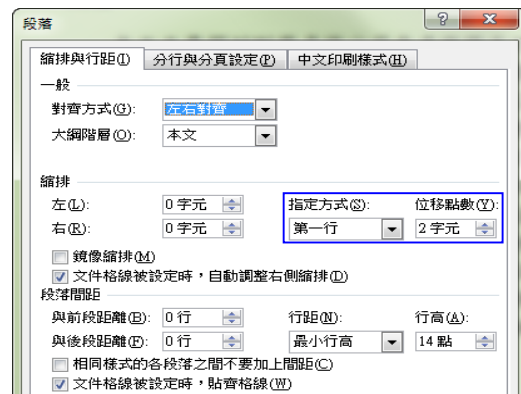 段落
縮排與行距(I) 分行與分頁設定(P) 中文印刷樣式(H)
一般
對齊方式(G): 左右對齊
大綱階層(O): 本文
縮排
左(L): 0 字元 指定方式(S): 位移點數(Y):
右(R): 0 字元 第一行 2 字元
鏡像縮排(M)
文件格線被設定時，自動調整右側縮排(D)
段落間距
與前段距離(B): 0 行 行距(N): 行高(A):
與後段距離(F): 0 行 最小行高 14 點
相同樣式的各段落之間不要加上間距(C)
文件格線被設定時，貼齊格線(W)